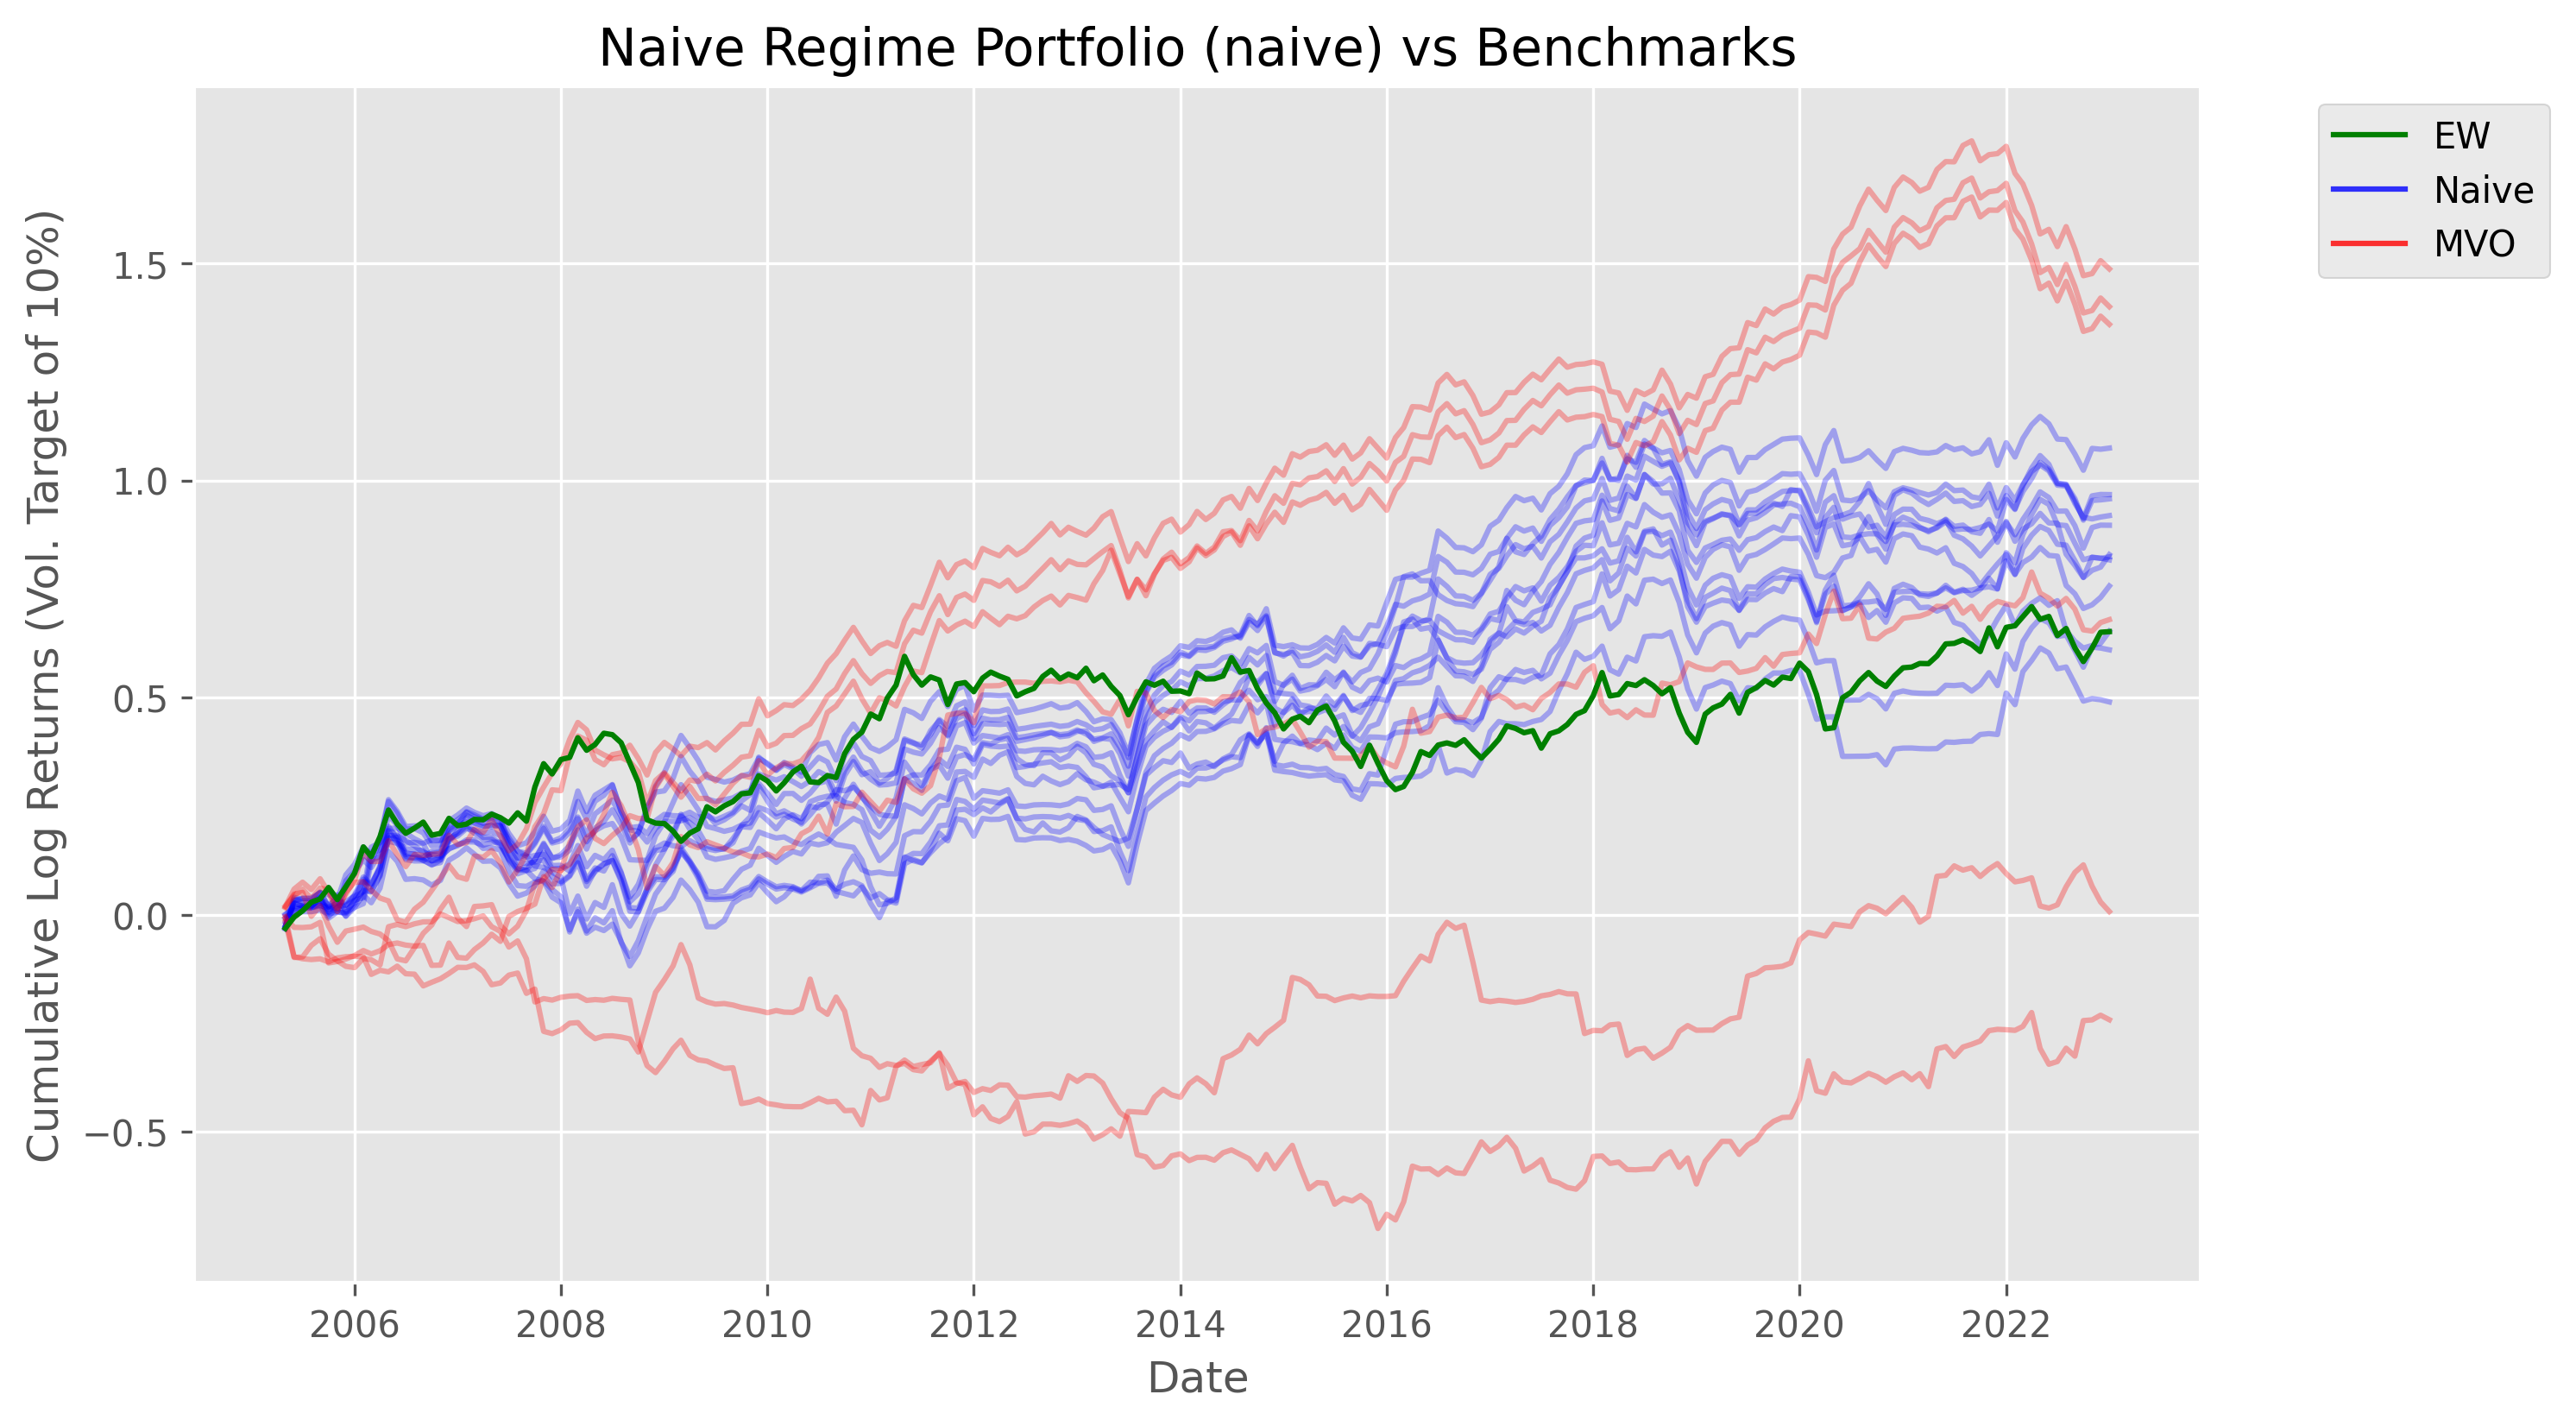 Naive Regime Portfolio (naive) vs Benchmarks
EW
Naive
MVO
Cumulative Log Returns (Vol. Target of 10%)
1.5
1.0
0.5
0.0
−0.5
2006 2008 2010 2012 2014 2016 2018 2020 2022
Date